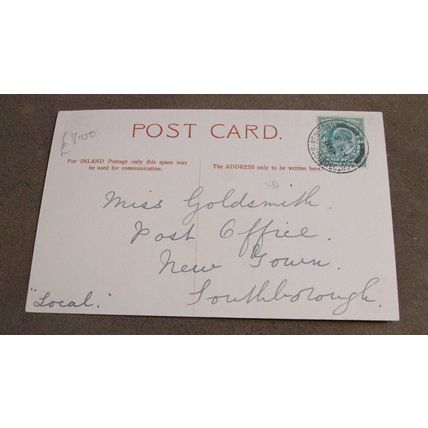 POST CARD.
For INLAND Postage only this space may
be used for communication.
The ADDRESS only to be written here.
Miss Goldsmith.
Post Office.
New Town.
Southborough.
"Local."